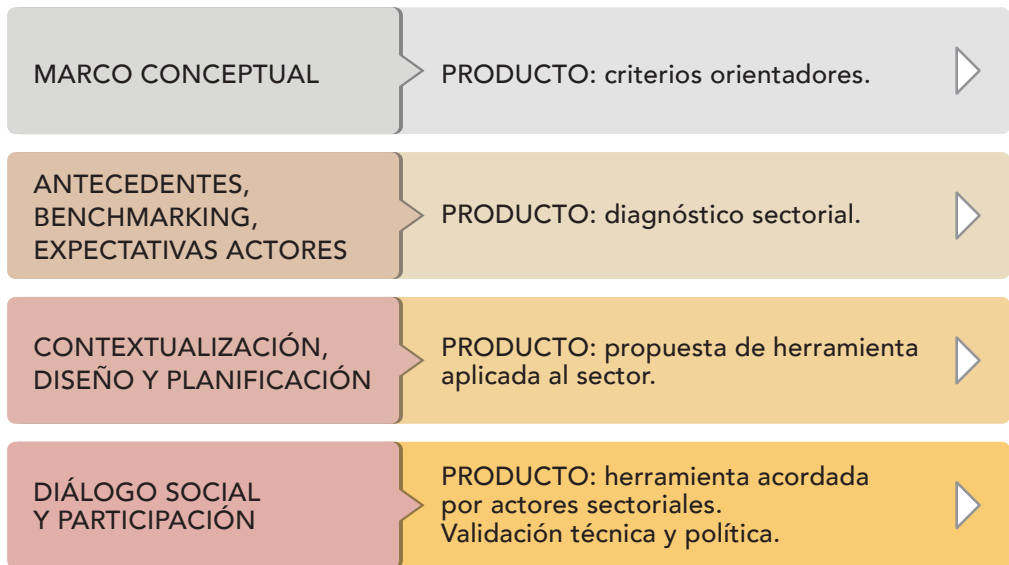 MARCO CONCEPTUAL
PRODUCTO: criterios orientadores.
ANTECEDENTES,
BENCHMARKING,
EXPECTATIVAS ACTORES
PRODUCTO: diagnóstico sectorial.
CONTEXTUALIZACIÓN,
DISEÑO Y PLANIFICACIÓN
PRODUCTO: propuesta de herramienta
aplicada al sector.
DIÁLOGO SOCIAL
Y PARTICIPACIÓN
PRODUCTO: herramienta acordada
por actores sectoriales.
Validación técnica y política.